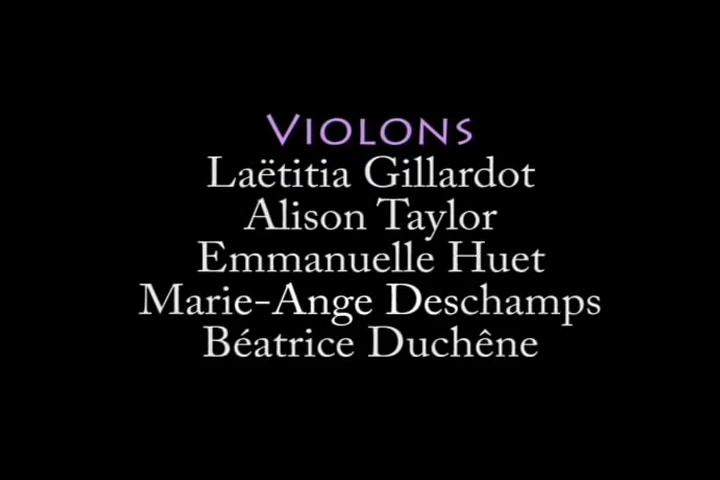 Violons
Laëtitia Gillardot
Alison Taylor
Emmanuelle Huet
Marie-Ange Deschamps
Béatrice Duchêne